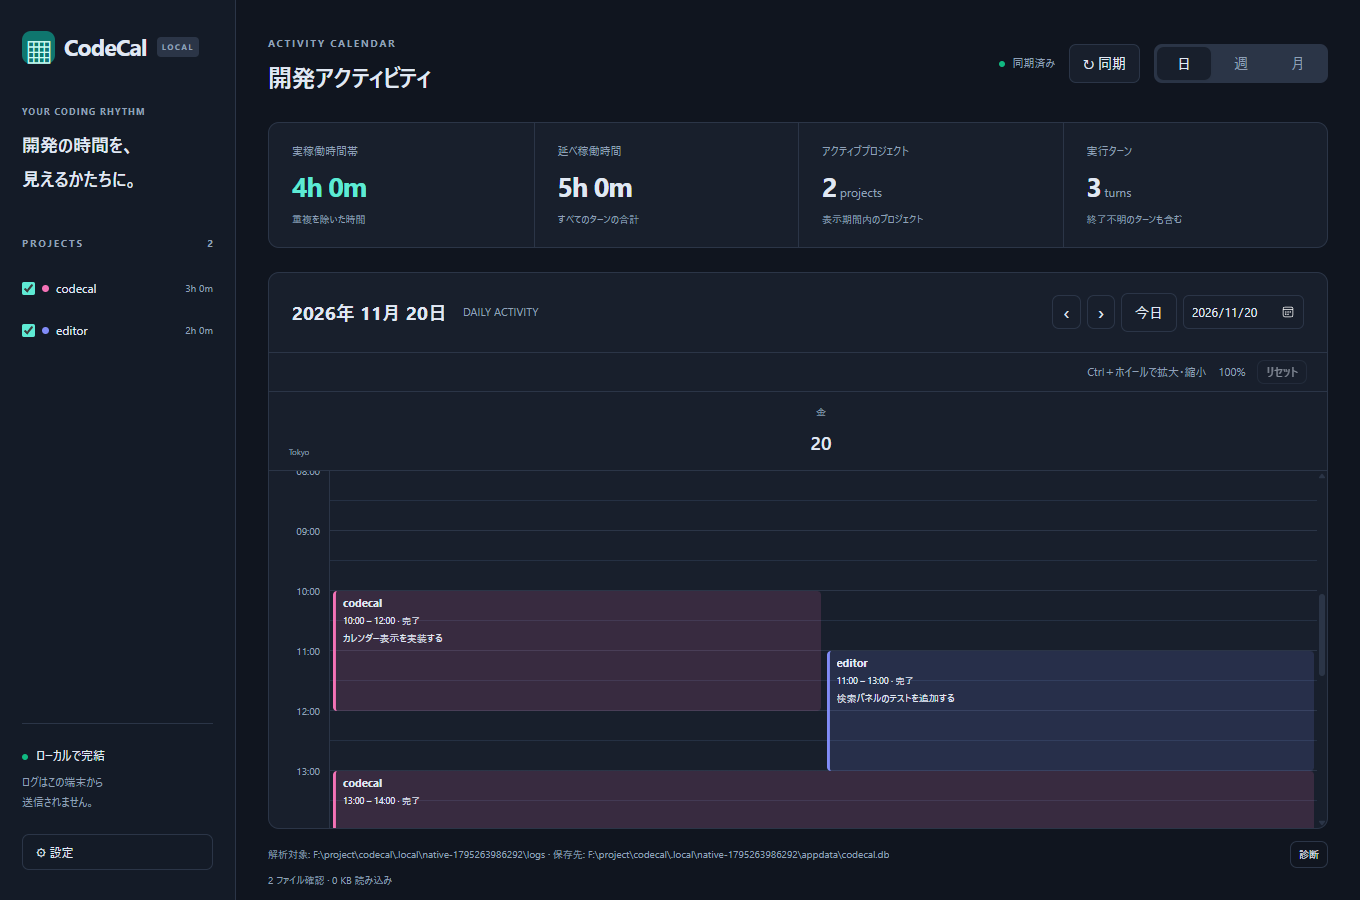 CodeCal LOCAL
YOUR CODING RHYTHM
開発の時間を、
見えるかたちに。
PROJECTS 2
codecal 3h 0m
editor 2h 0m
ローカルで完結
ログはこの端末から
送信されません。
⚙ 設定
ACTIVITY CALENDAR
開発アクティビティ
同期済み
↻ 同期
日 週 月
実稼働時間帯
4h 0m
重複を除いた時間
延べ稼働時間
5h 0m
すべてのターンの合計
アクティブプロジェクト
2 projects
表示期間内のプロジェクト
実行ターン
3 turns
終了不明のターンも含む
2026年 11月 20日 DAILY ACTIVITY
‹ › 今日 2026/11/20
Ctrl + ホイールで拡大・縮小 100% リセット
金
20
Tokyo
08:00
09:00
10:00
codecal
10:00 – 12:00 · 完了
カレンダー表示を実装する
11:00
editor
11:00 – 13:00 · 完了
検索パネルのテストを追加する
12:00
13:00
codecal
13:00 – 14:00 · 完了
解析対象: F:\project\codecal\.local\native-1795263986292\logs · 保存先: F:\project\codecal\.local\native-1795263986292\appdata\codecal.db
診断
2 ファイル確認 · 0 KB 読み込み